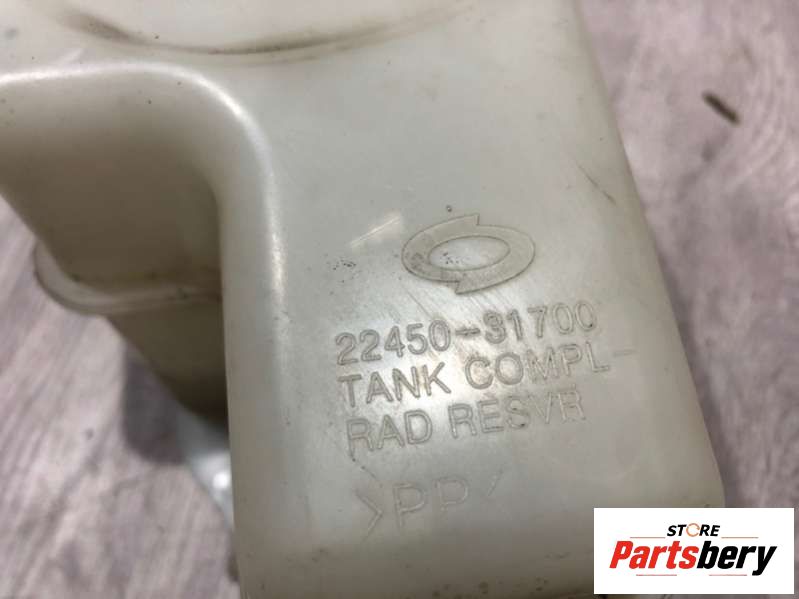 22450-31700
TANK COMPL-
RAD RESVR
>PP<
STORE
Partsbery